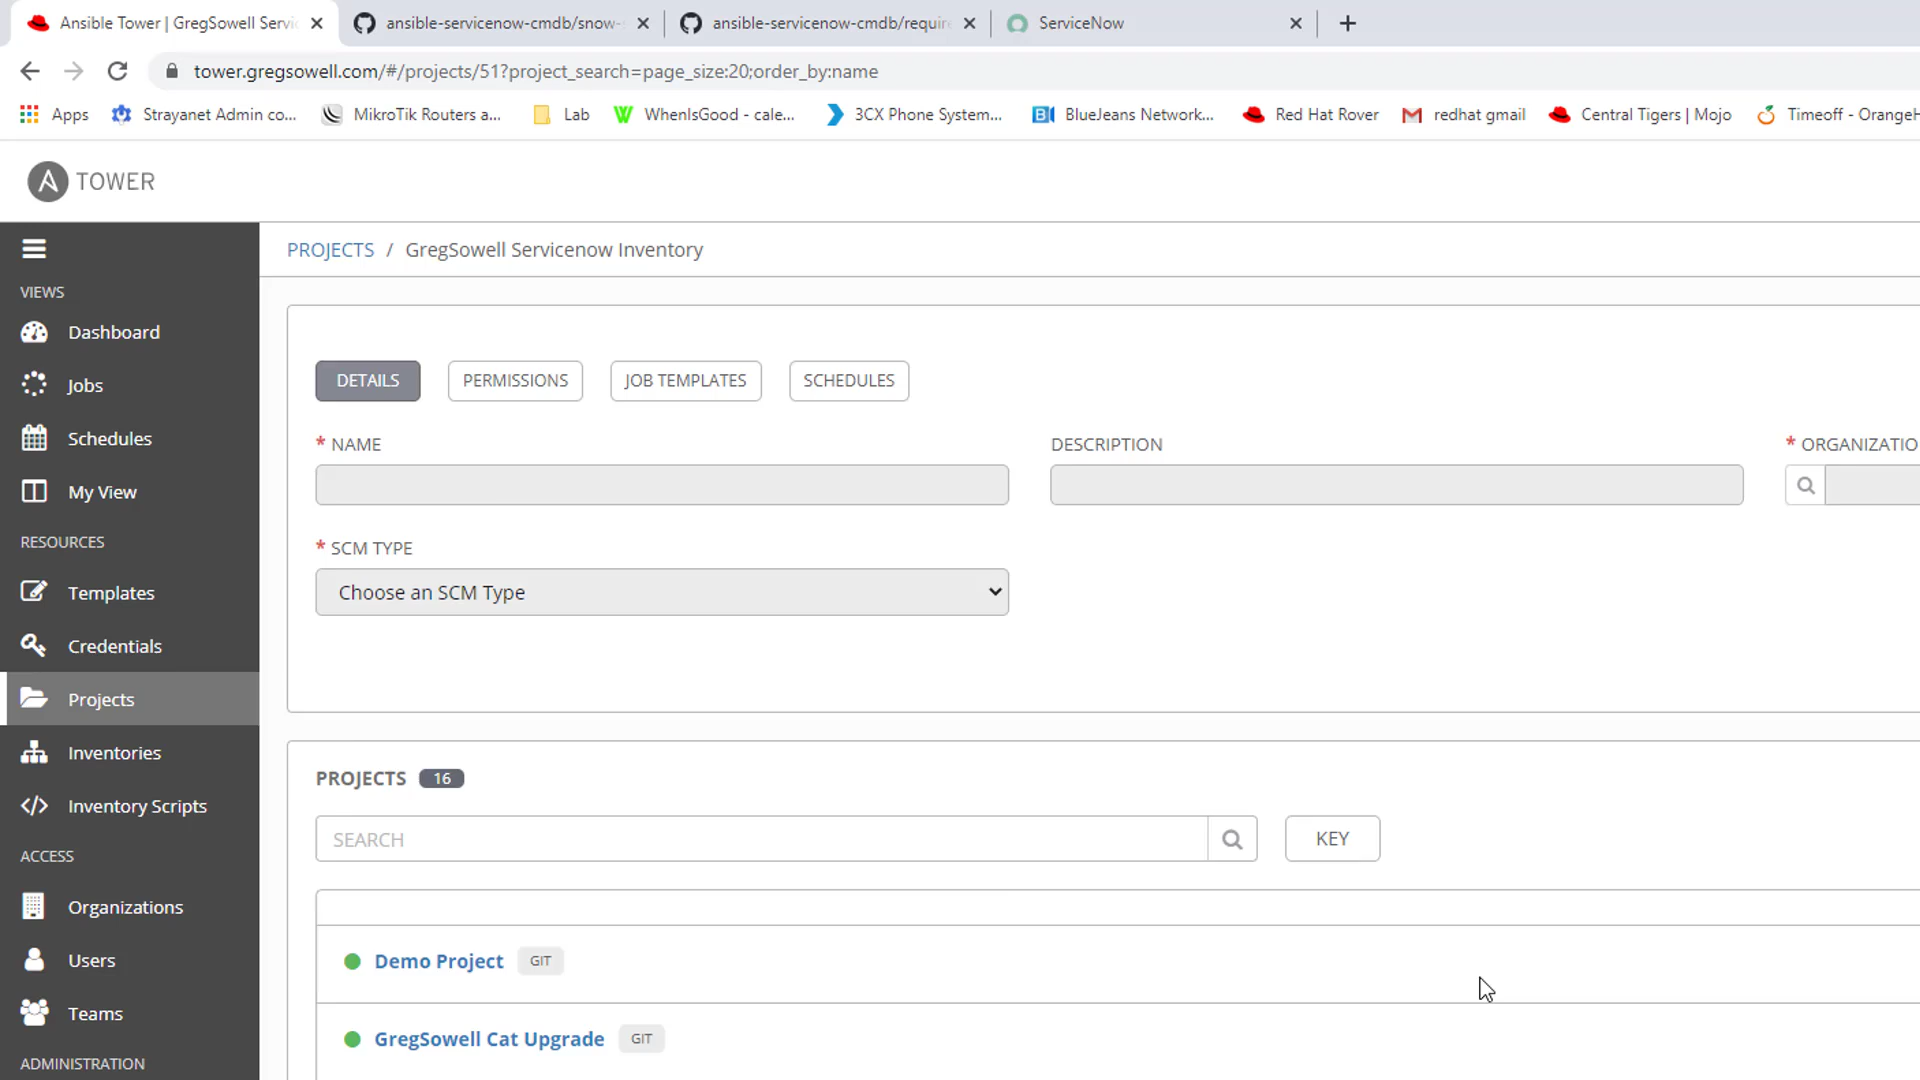 Ansible Tower | GregSowell Servic
ansible-servicenow-cmdb/snow-
ansible-servicenow-cmdb/require
ServiceNow
tower.gregsowell.com/#/projects/51?project_search=page_size:20;order_by:name
Apps
Strayanet Admin co...
MikroTik Routers a...
Lab
WhenIsGood - cale...
3CX Phone System...
BlueJeans Network...
Red Hat Rover
redhat gmail
Central Tigers | Mojo
Timeoff - OrangeH
TOWER
PROJECTS / GregSowell Servicenow Inventory
VIEWS
Dashboard
Jobs
Schedules
My View
RESOURCES
Templates
Credentials
Projects
Inventories
Inventory Scripts
ACCESS
Organizations
Users
Teams
ADMINISTRATION
DETAILS
PERMISSIONS
JOB TEMPLATES
SCHEDULES
* NAME
DESCRIPTION
* ORGANIZATIO
* SCM TYPE
Choose an SCM Type
PROJECTS 16
SEARCH
KEY
Demo Project GIT
GregSowell Cat Upgrade GIT